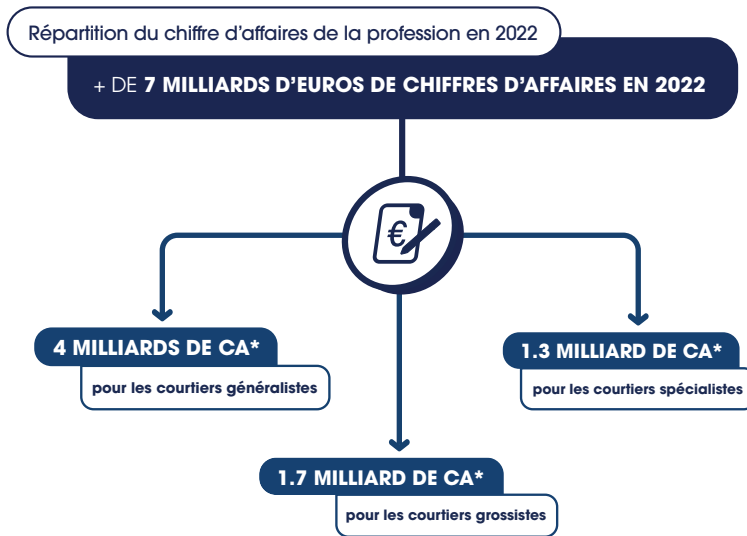 Répartition du chiffre d'affaires de la profession en 2022
+ DE 7 MILLIARDS D'EUROS DE CHIFFRES D'AFFAIRES EN 2022
€
4 MILLIARDS DE CA*
pour les courtiers généralistes
1.3 MILLIARD DE CA*
pour les courtiers spécialistes
1.7 MILLIARD DE CA*
pour les courtiers grossistes